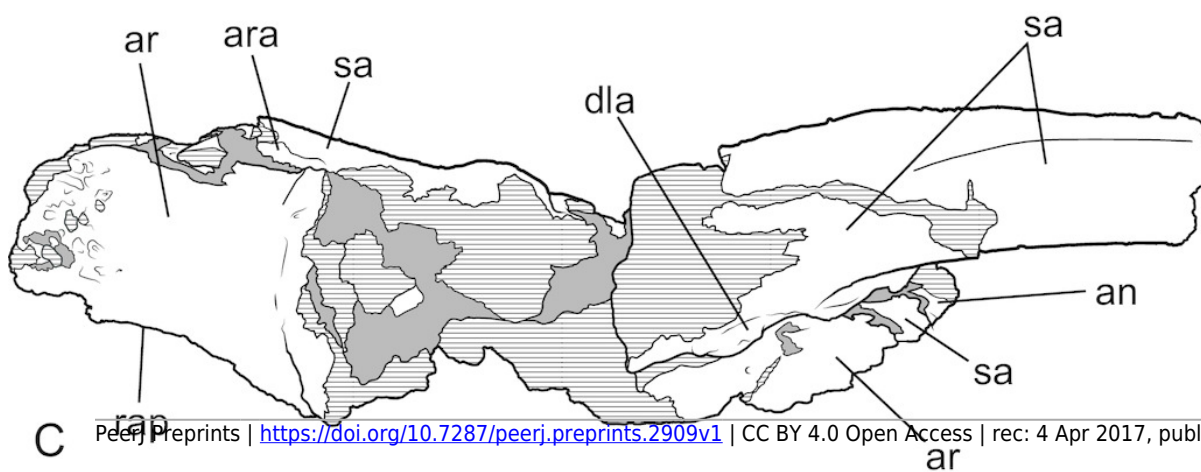 ar
ara
sa
sa
dla
an
sa
rap
ar
C
PeerJ Preprints | https://doi.org/10.7287/peerj.preprints.2909v1 | CC BY 4.0 Open Access | rec: 4 Apr 2017, publ